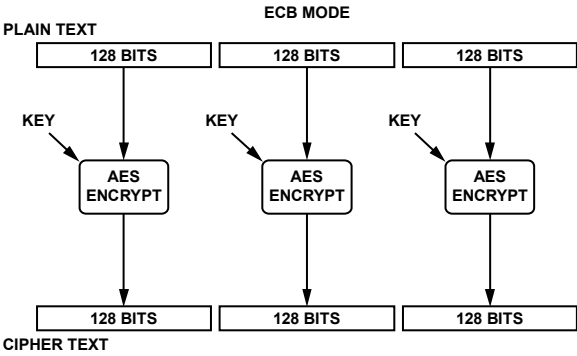 ECB MODE
PLAIN TEXT
128 BITS 128 BITS 128 BITS
KEY KEY KEY
AES AES AES
ENCRYPT ENCRYPT ENCRYPT
128 BITS 128 BITS 128 BITS
CIPHER TEXT